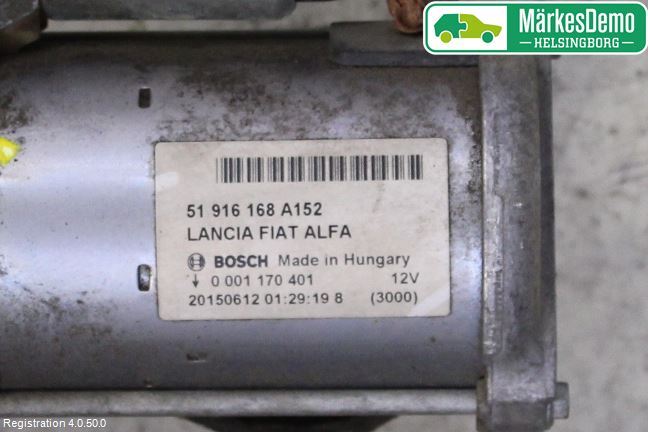 MärkesDemo
HELSINGBORG
51 916 168 A152
LANCIA FIAT ALFA
BOSCH Made in Hungary
0 001 170 401 12V
20150612 01:29:19 8 (3000)
Registration 4.0.50.0